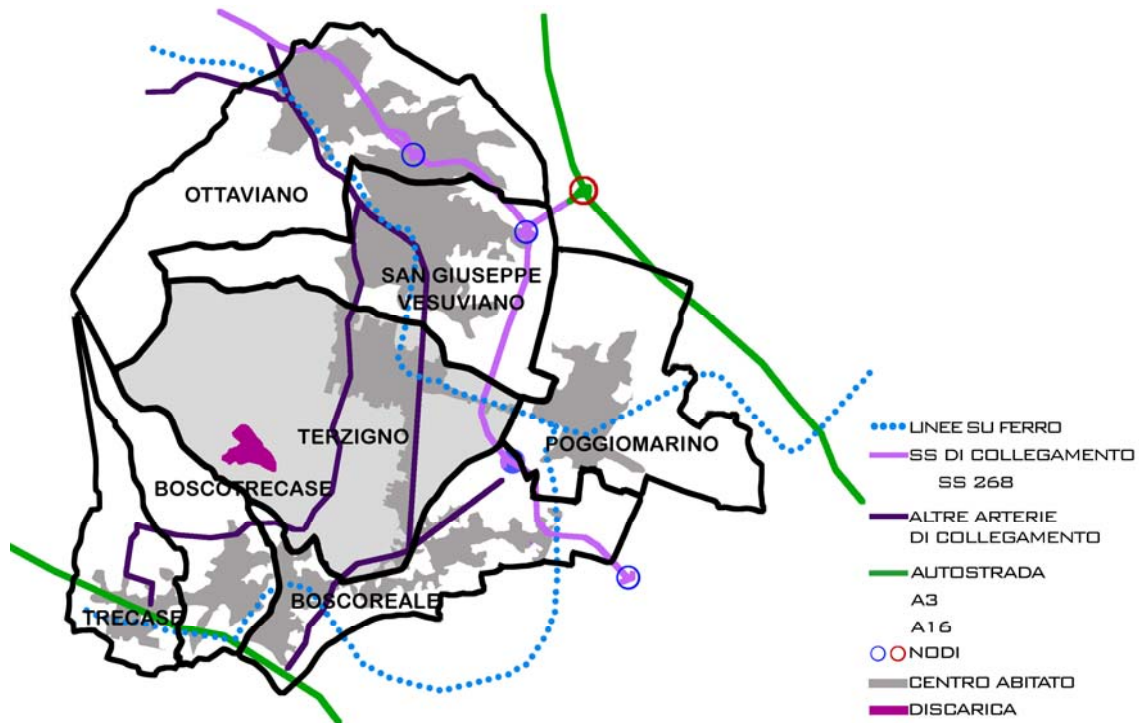 OTTAVIANO
SAN GIUSEPPE
VESUVIANO
TERZIGNO
POGGIOMARINO
BOSCOTRECASE
BOSCOREALE
TRECASE
LINEE SU FERRO
SS DI COLLEGAMENTO
SS 268
ALTRE ARTERIE
DI COLLEGAMENTO
AUTOSTRADA
A3
A16
NODI
CENTRO ABITATO
DISCARICA